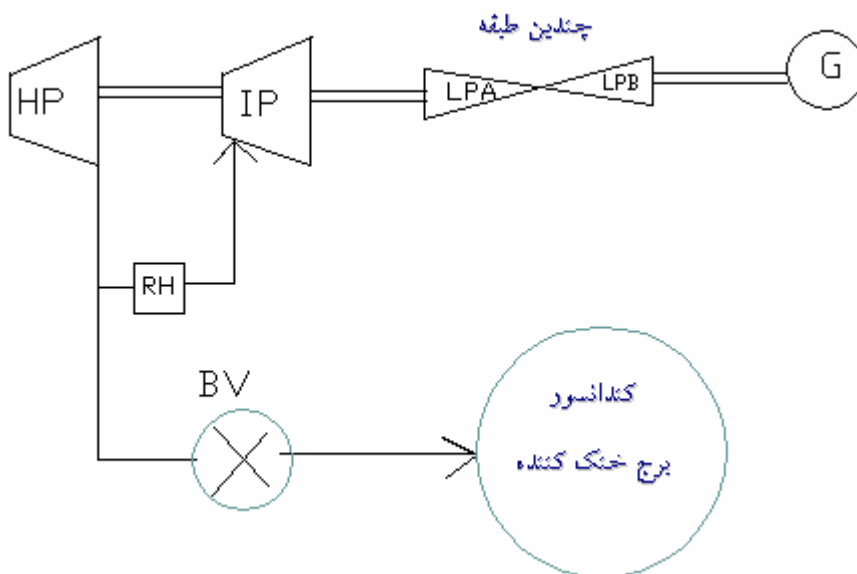 چندین طبقه
HP
IP
LPA
LPB
G
RH
BV
کندانسور
برج خنک کننده